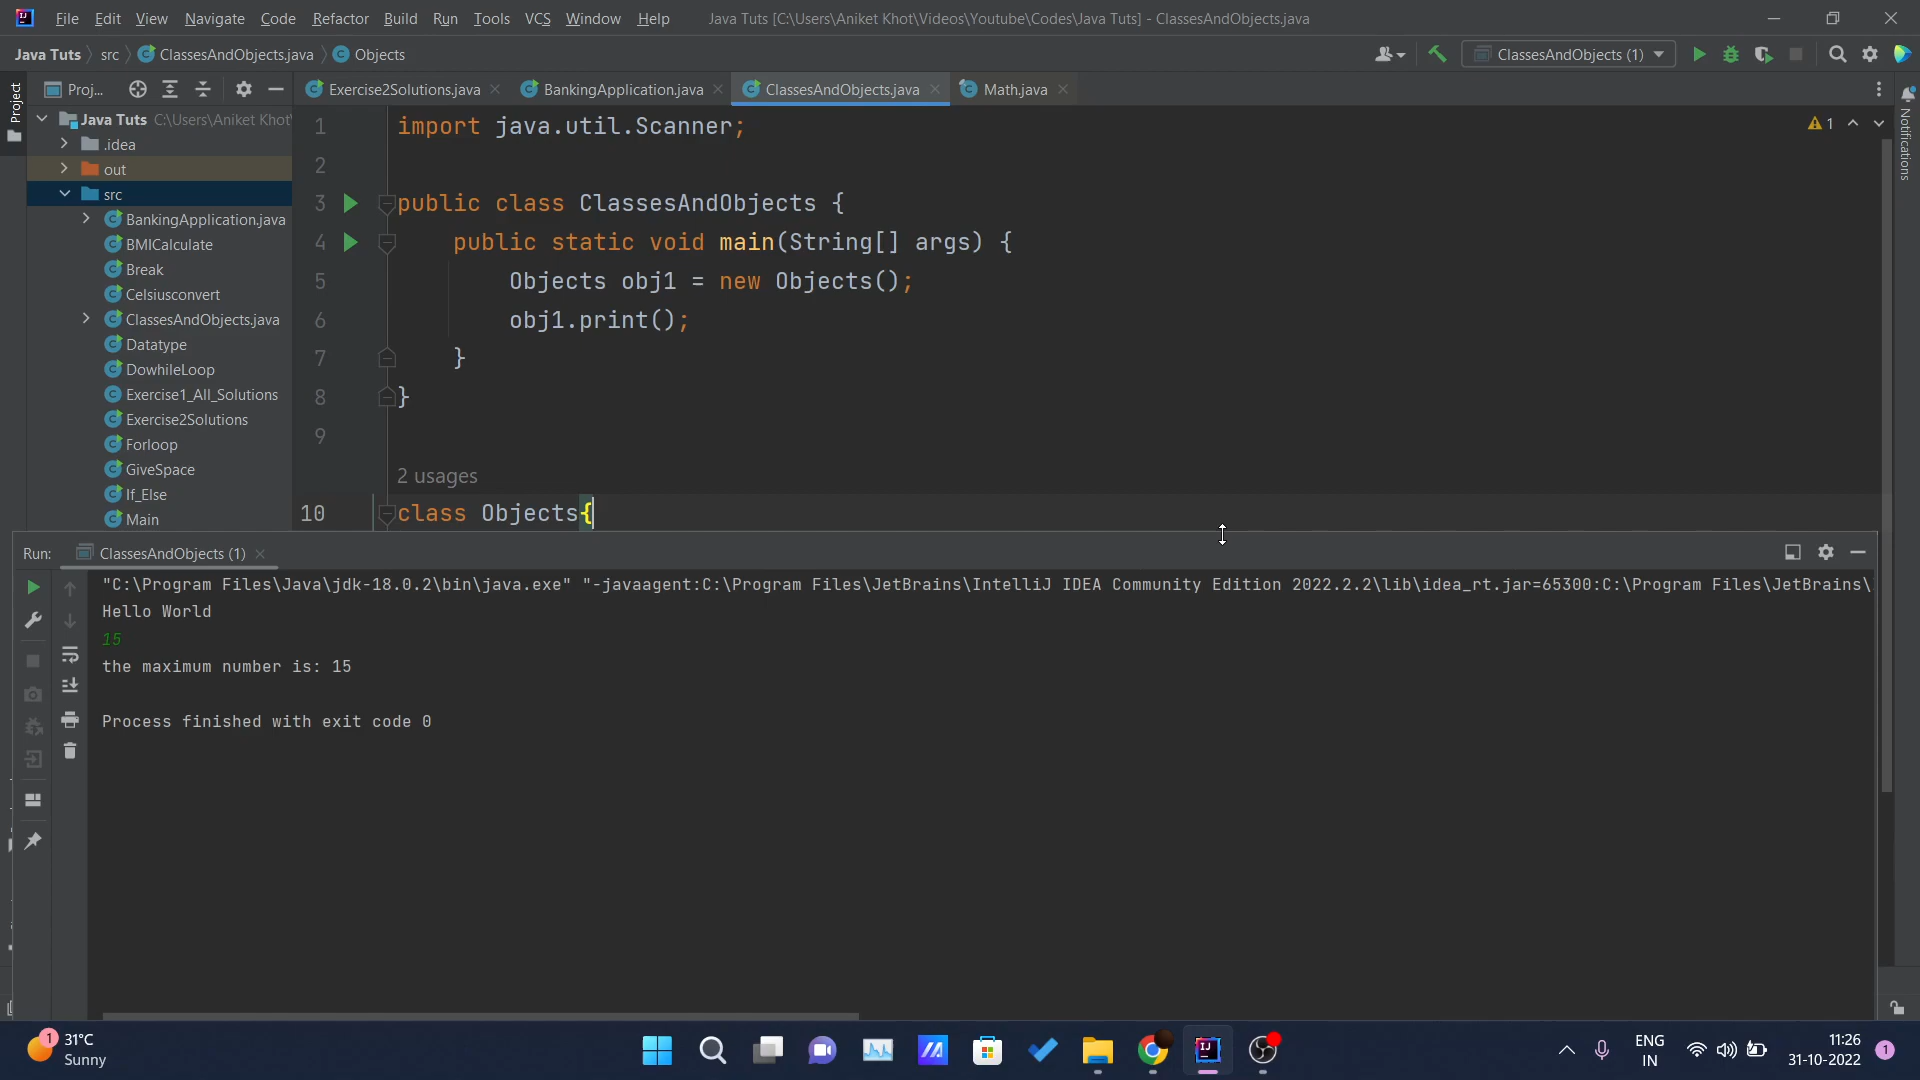 File Edit View Navigate Code Refactor Build Run Tools VCS Window Help Java Tuts [C:\Users\Aniket Khot\Videos\Youtube\Codes\Java Tuts] - ClassesAndObjects.java
Java Tuts src ClassesAndObjects.java Objects ClassesAndObjects (1)
Project
Proj...
Exercise2Solutions.java BankingApplication.java ClassesAndObjects.java Math.java
Notifications
Java Tuts C:\Users\Aniket Khot\
.idea
out
src
BankingApplication.java
BMICalculate
Break
Celsiusconvert
ClassesAndObjects.java
Datatype
DowhileLoop
Exercise1_All_Solutions
Exercise2Solutions
Forloop
GiveSpace
If_Else
Main
1 import java.util.Scanner; 1
2
3 public class ClassesAndObjects {
4 public static void main(String[] args) {
5 Objects obj1 = new Objects();
6 obj1.print();
7 }
8 }
9
2 usages
10 class Objects{
Run: ClassesAndObjects (1)
"C:\Program Files\Java\jdk-18.0.2\bin\java.exe" "-javaagent:C:\Program Files\JetBrains\IntelliJ IDEA Community Edition 2022.2.2\lib\idea_rt.jar=65300:C:\Program Files\JetBrains\
Hello World
15
the maximum number is: 15
Process finished with exit code 0
1 31°C
Sunny
IJ
ENG
IN
11:26
31-10-2022
1